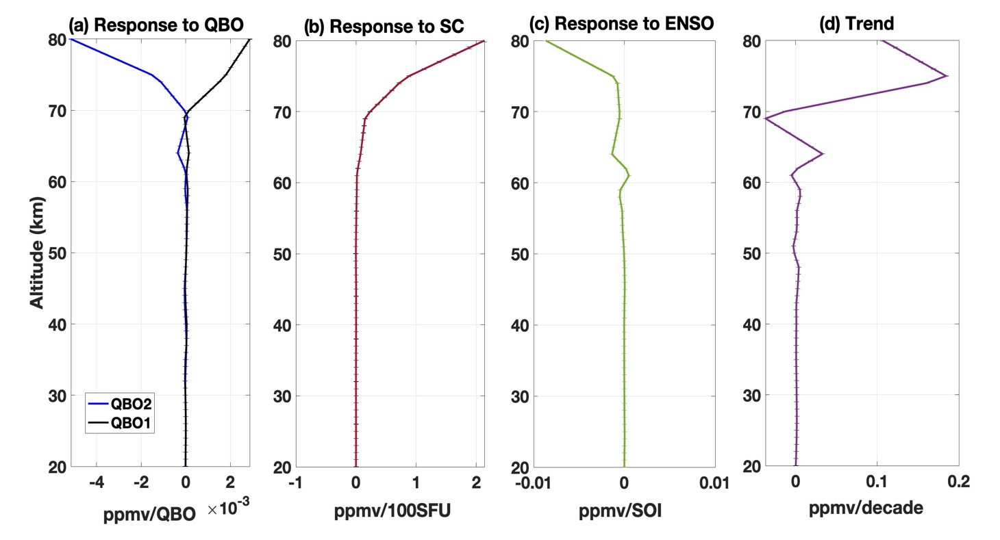 (a) Response to QBO
80
70
60
50
40
30
20
-4 -2 0 2
×10-3
ppmv/QBO
Altitude (km)
QBO2
QBO1
(b) Response to SC
80
70
60
50
40
30
20
-1 0 1 2
ppmv/100SFU
(c) Response to ENSO
80
70
60
50
40
30
20
-0.01 0 0.01
ppmv/SOI
(d) Trend
80
70
60
50
40
30
20
0 0.1 0.2
ppmv/decade